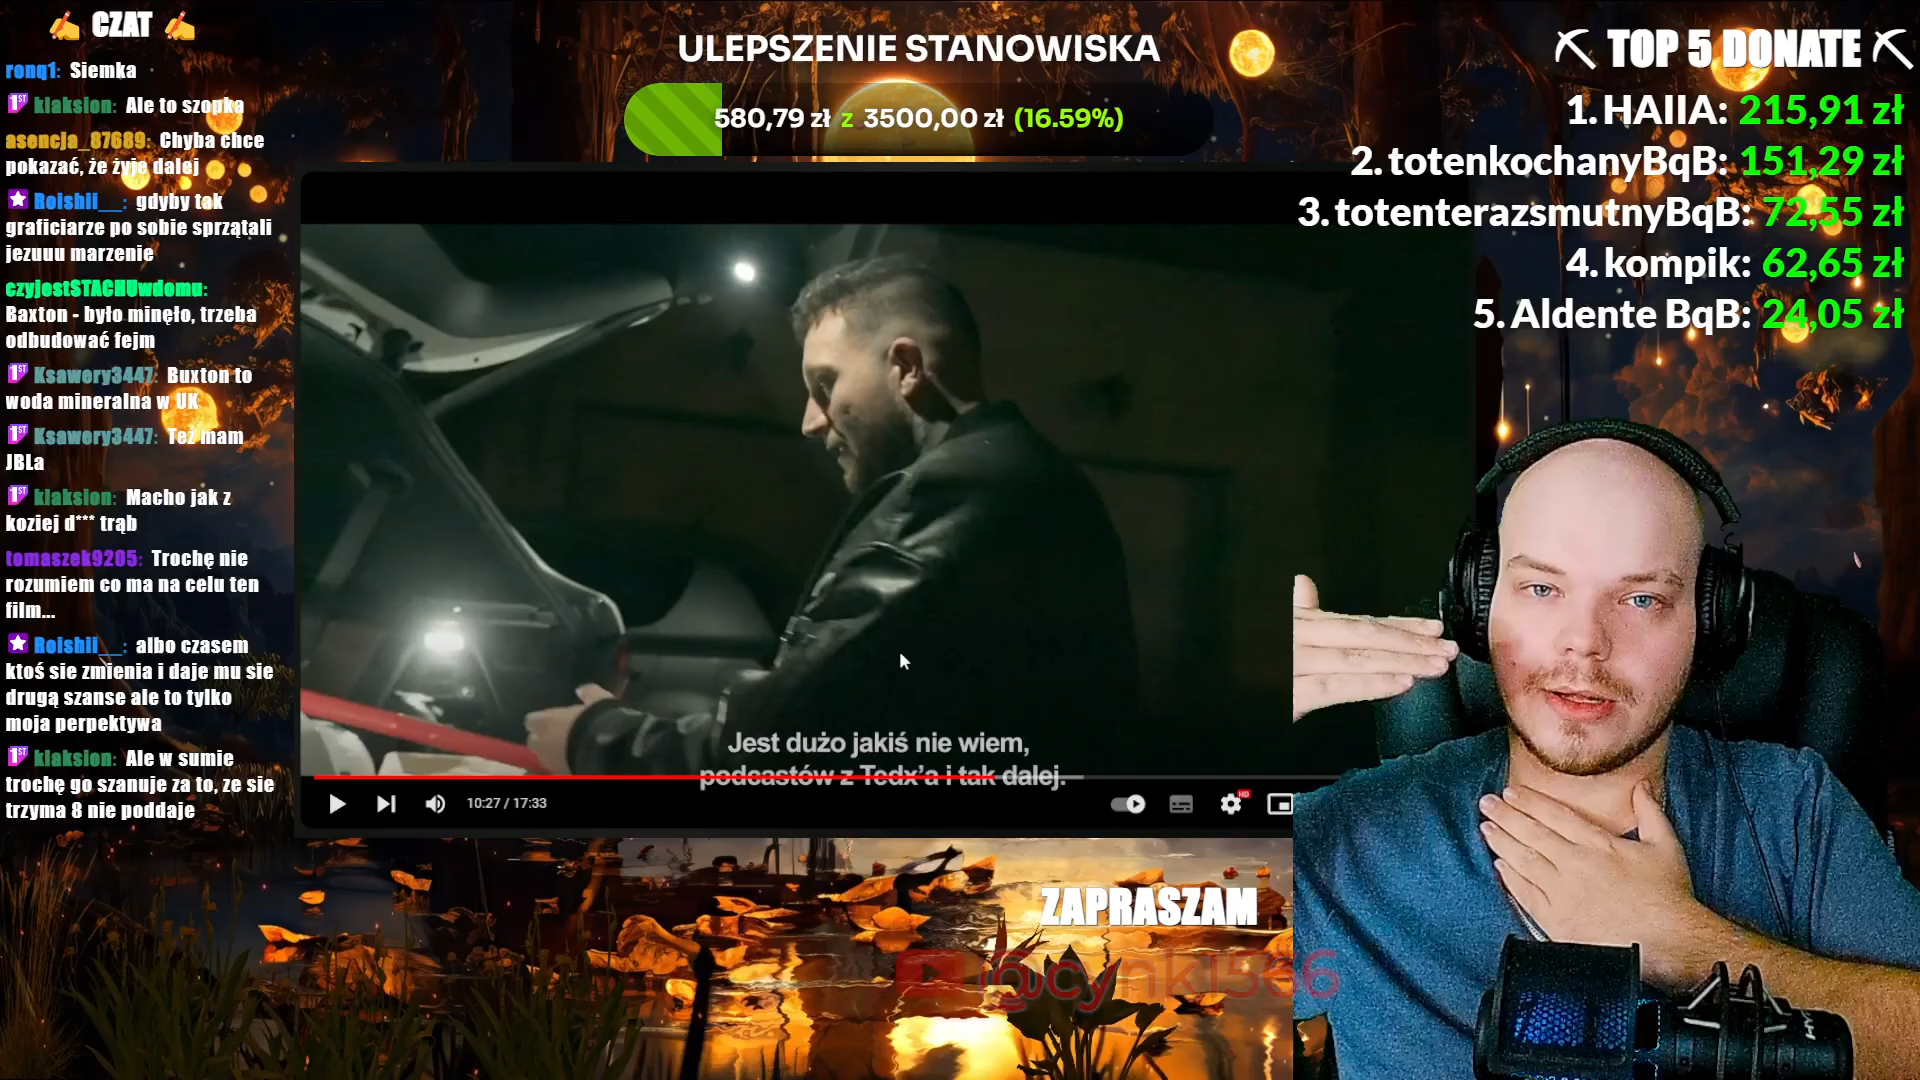 ✍ CZAT ✍
ronq1: Siemka
1ST klaksion: Ale to szopka
asencja_87689: Chyba chce
pokazać, że żyje dalej
Roishii__: gdyby tak
graficiarze po sobie sprzątali
jezuuu marzenie
czyjestSTACHUwdomu:
Baxton - było minęło, trzeba
odbudować fejm
1ST Ksawery3447: Buxton to
woda mineralna w UK
1ST Ksawery3447: Też mam
JBLa
1ST klaksion: Macho jak z
koziej d*** trąb
tomaszek9205: Trochę nie
rozumiem co ma na celu ten
film...
Roishii__: albo czasem
ktoś sie zmienia i daje mu sie
drugą szanse ale to tylko
moja perpektywa
1ST klaksion: Ale w sumie
trochę go szanuje za to, ze sie
trzyma 8 nie poddaje
ULEPSZENIE STANOWISKA
580,79 zł z 3500,00 zł (16.59%)
Jest dużo jakiś nie wiem,
podcastów z Tedx'a i tak dalej.
10:27 / 17:33
HD
ZAPRASZAM
@cynk1566
TOP 5 DONATE
1. HAIIA: 215,91 zł
2. totenkochanyBqB: 151,29 zł
3. totenterazsmutnyBqB: 72,55 zł
4. kompik: 62,65 zł
5. Aldente BqB: 24,05 zł